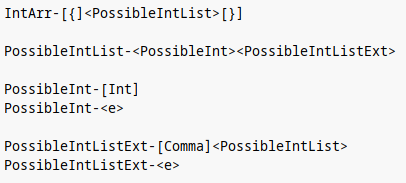 IntArr-[{]<PossibleIntList>[}]
PossibleIntList-<PossibleInt><PossibleIntListExt>
PossibleInt-[Int]
PossibleInt-<e>
PossibleIntListExt-[Comma]<PossibleIntList>
PossibleIntListExt-<e>